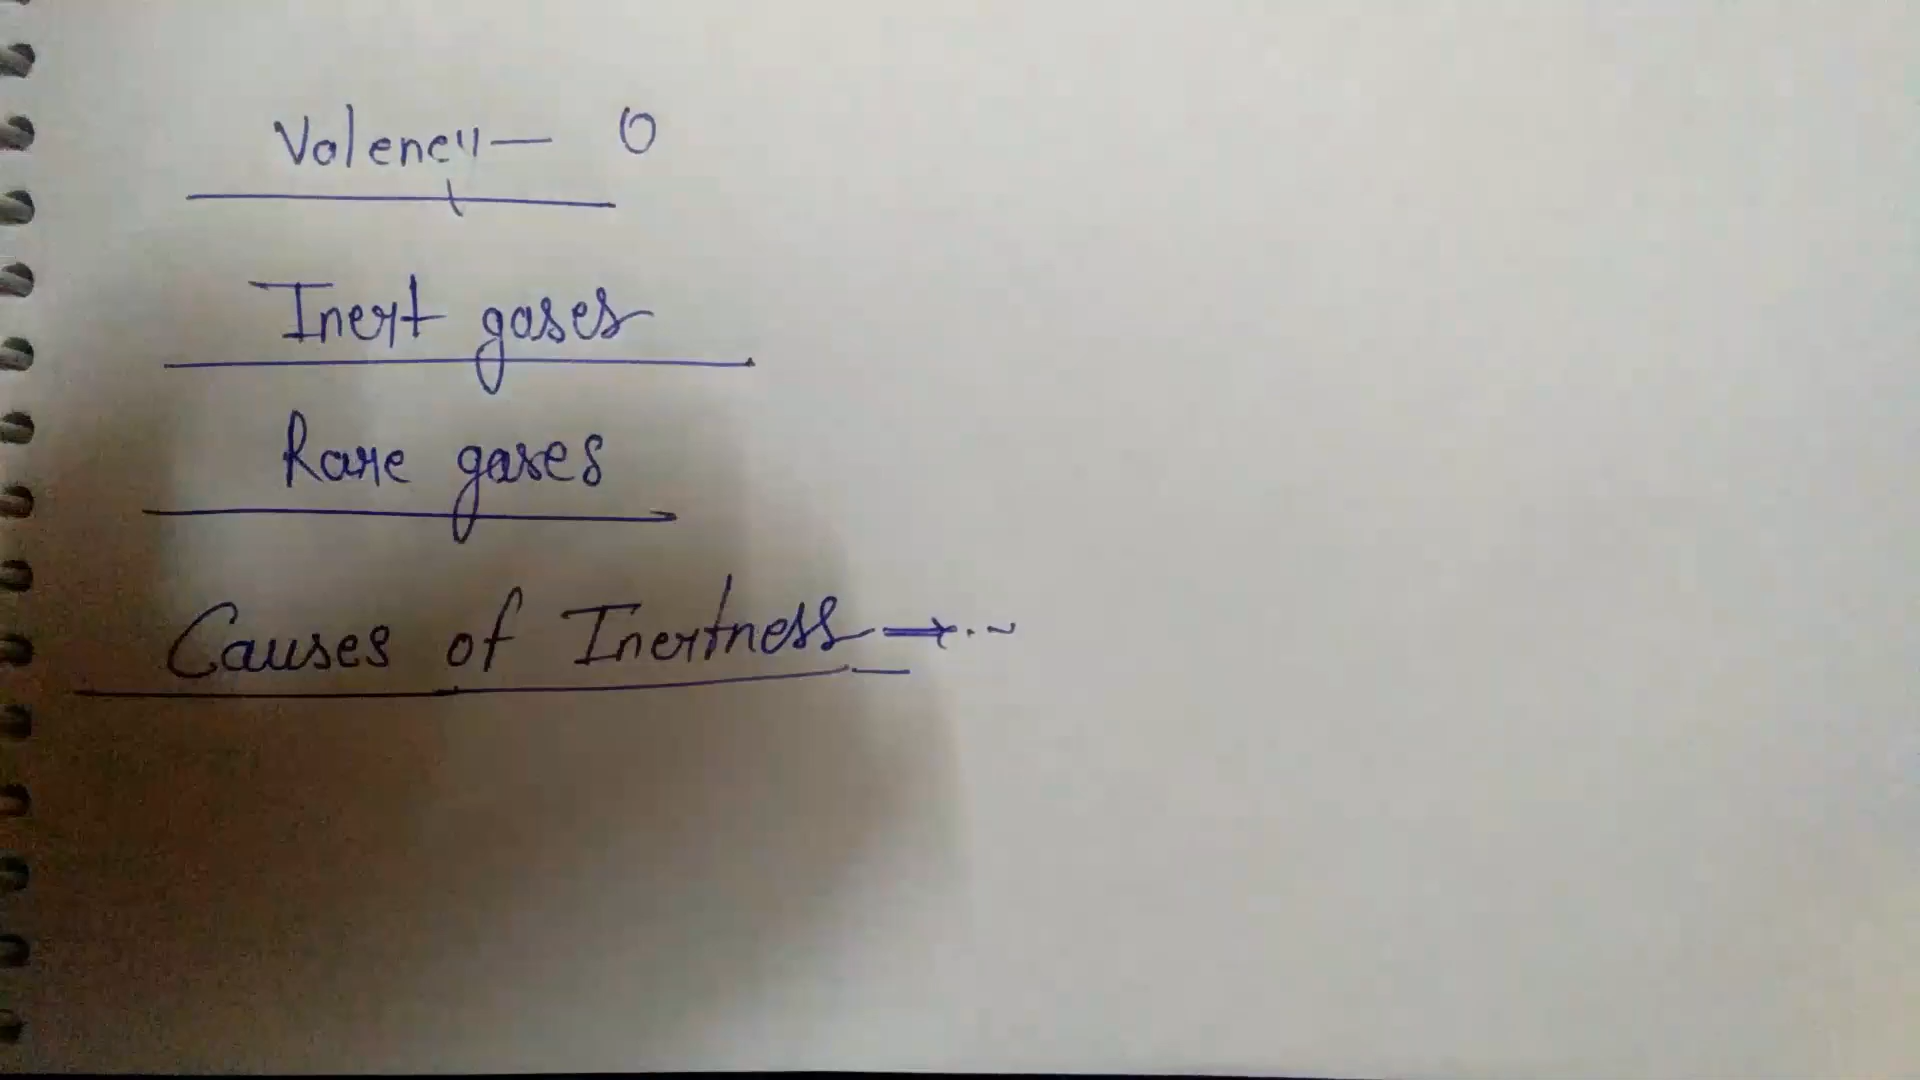 Valency — 0
Inert gases
Rare gases
Causes of Inertness →